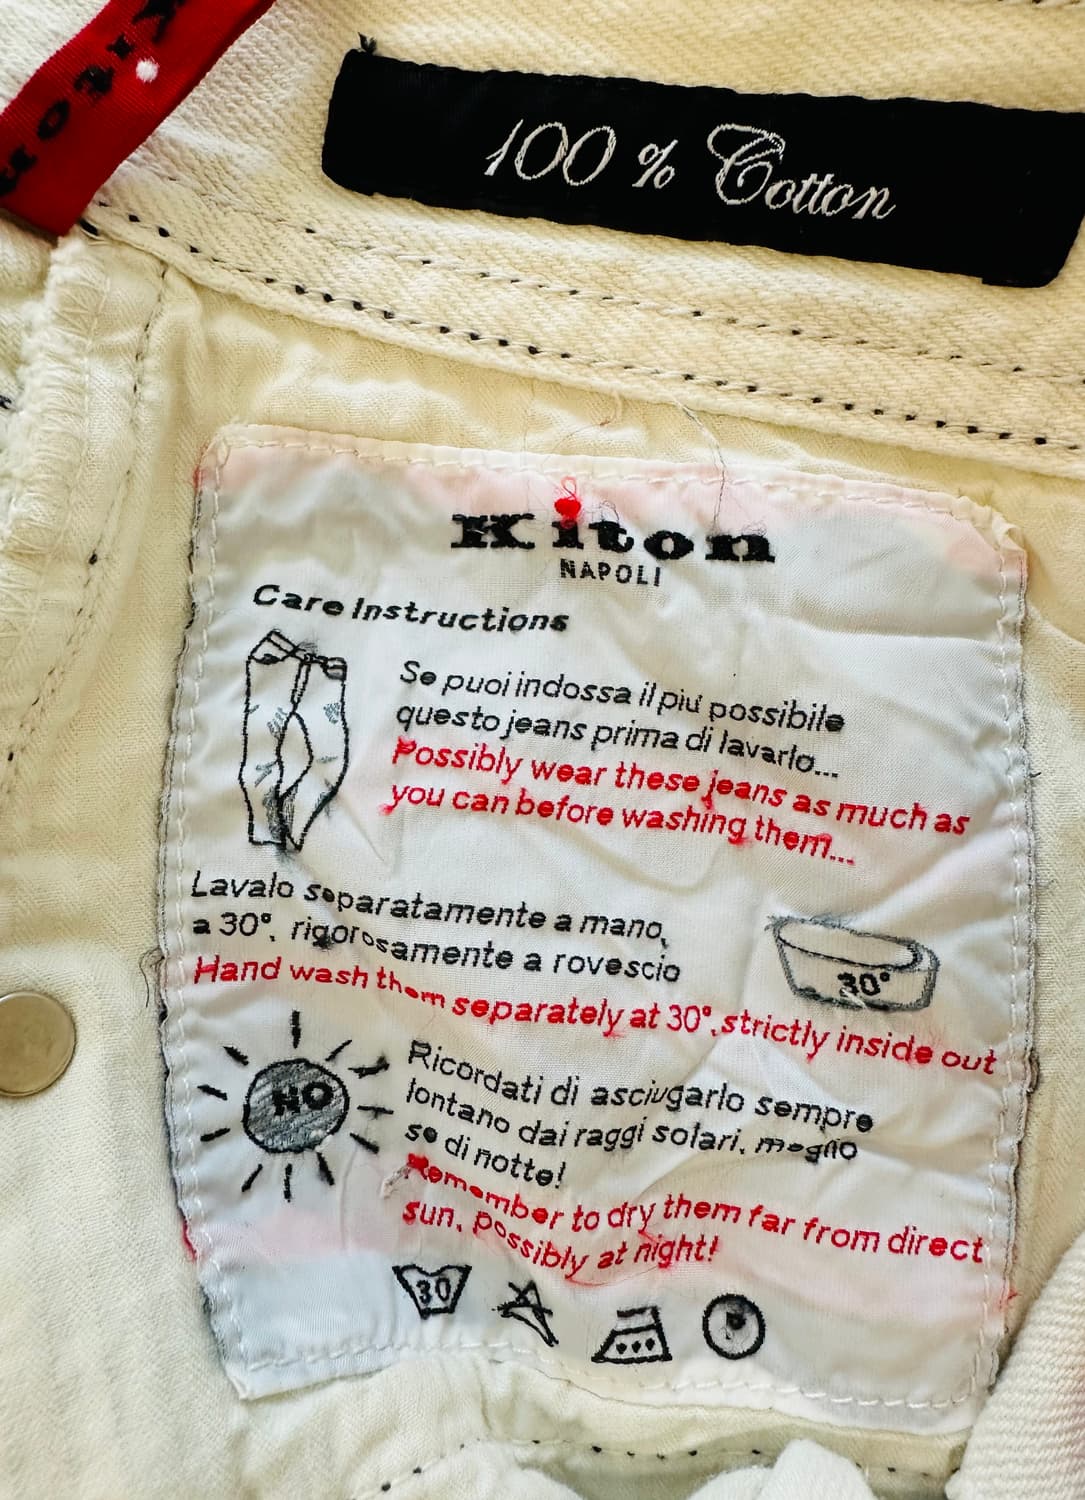 Kiton
100 % Cotton
Kiton
NAPOLI
Care Instructions
Se puoi indossa il più possibile
questo jeans prima di lavarlo...
Possibly wear these jeans as much as
you can before washing them...
Lavalo separatamente a mano,
a 30°, rigorosamente a rovescio
30°
Hand wash them separately at 30°, strictly inside out
NO
Ricordati di asciugarlo sempre
lontano dai raggi solari, meglio
se di notte!
Remember to dry them far from direct
sun, possibly at night!
30
P